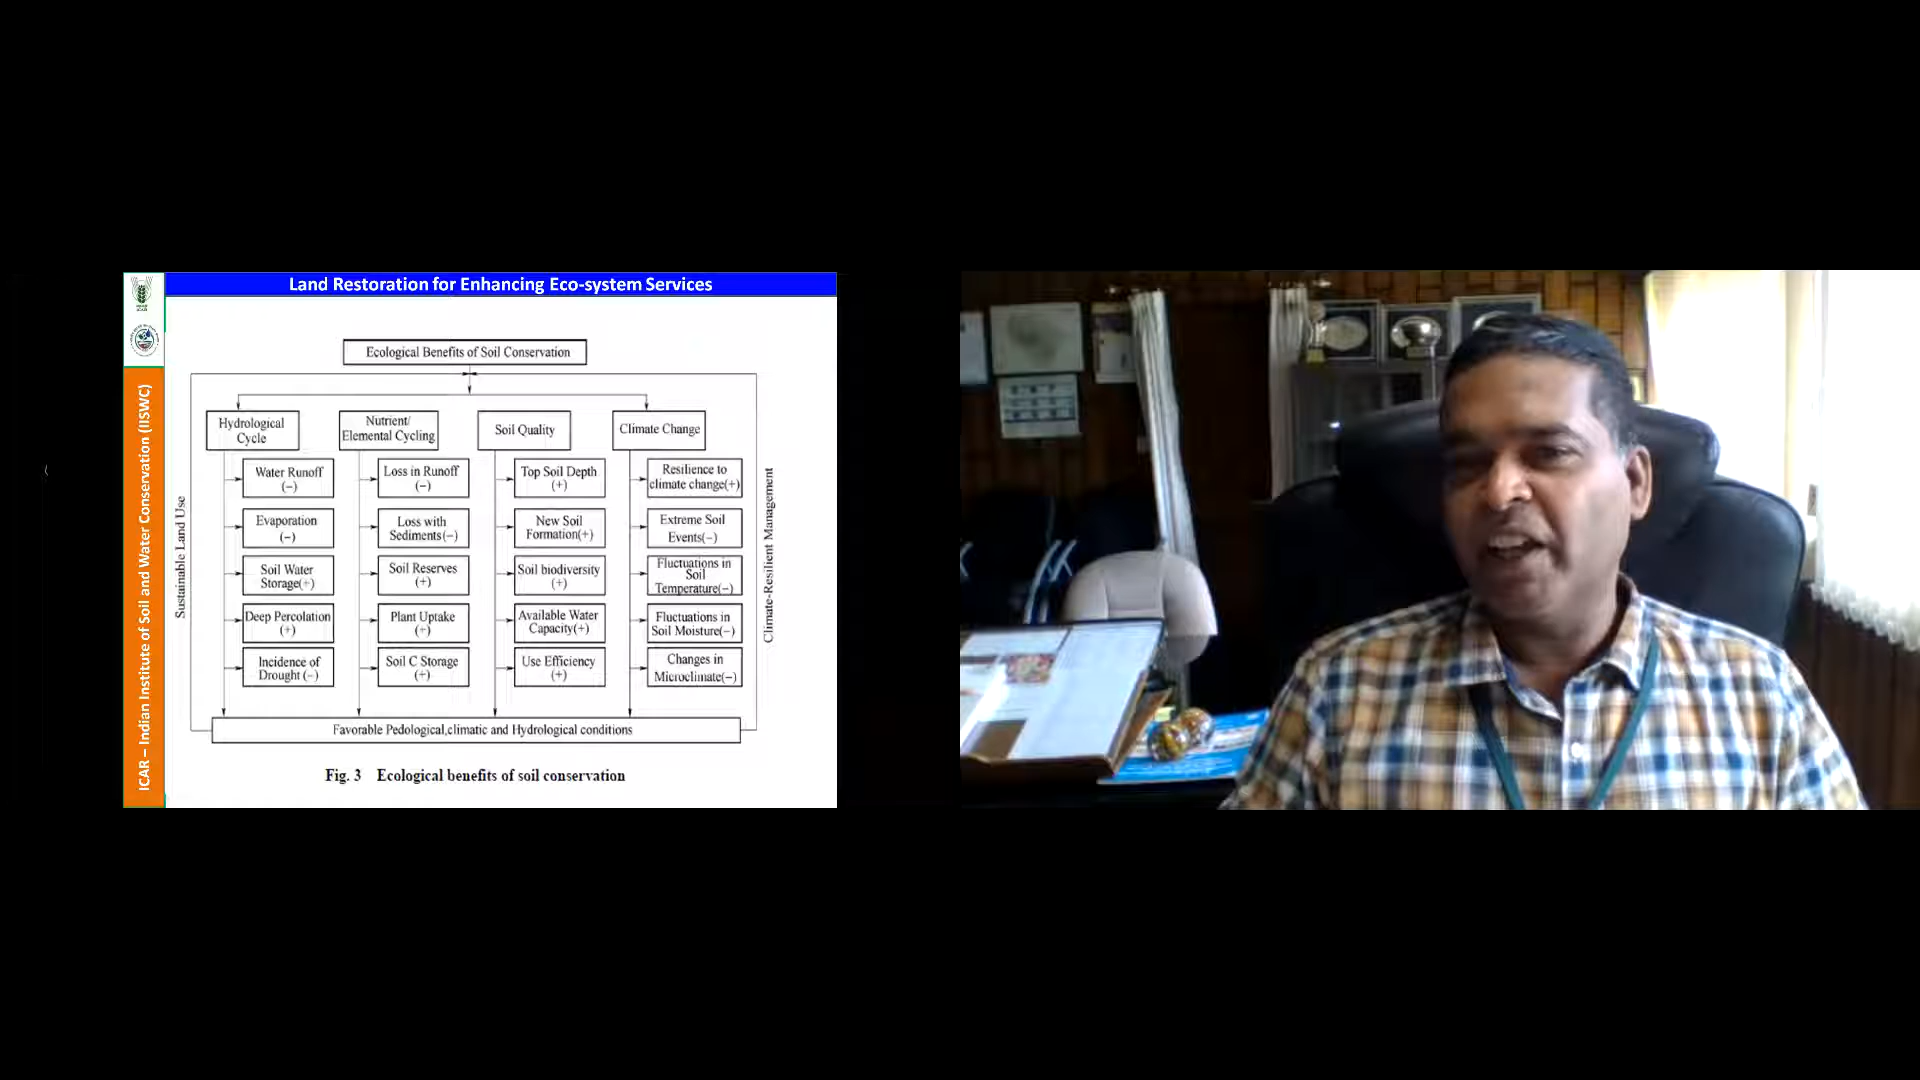 Land Restoration for Enhancing Eco-system Services
ICAR – Indian Institute of Soil and Water Conservation (IISWC)
Ecological Benefits of Soil Conservation
Sustainable Land Use
Hydrological
Cycle
Water Runoff
(−)
Evaporation
(−)
Soil Water
Storage(+)
Deep Percolation
(+)
Incidence of
Drought (−)
Nutrient/
Elemental Cycling
Loss in Runoff
(−)
Loss with
Sediments(−)
Soil Reserves
(+)
Plant Uptake
(+)
Soil C Storage
(+)
Soil Quality
Top Soil Depth
(+)
New Soil
Formation(+)
Soil biodiversity
(+)
Available Water
Capacity(+)
Use Efficiency
(+)
Climate Change
Resilience to
climate change(+)
Extreme Soil
Events(−)
Fluctuations in
Soil
Temperature(−)
Fluctuations in
Soil Moisture(−)
Changes in
Microclimate(−)
Climate-Resilient Management
Favorable Pedological,climatic and Hydrological conditions
Fig. 3 Ecological benefits of soil conservation